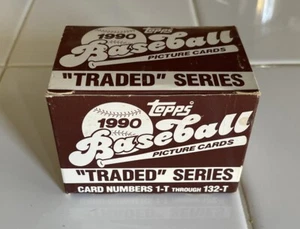 1990
Topps
Baseball
PICTURE CARDS
"TRADED" SERIES
Topps
1990
Baseball
PICTURE CARDS
"TRADED" SERIES
CARD NUMBERS 1-T THROUGH 132-T